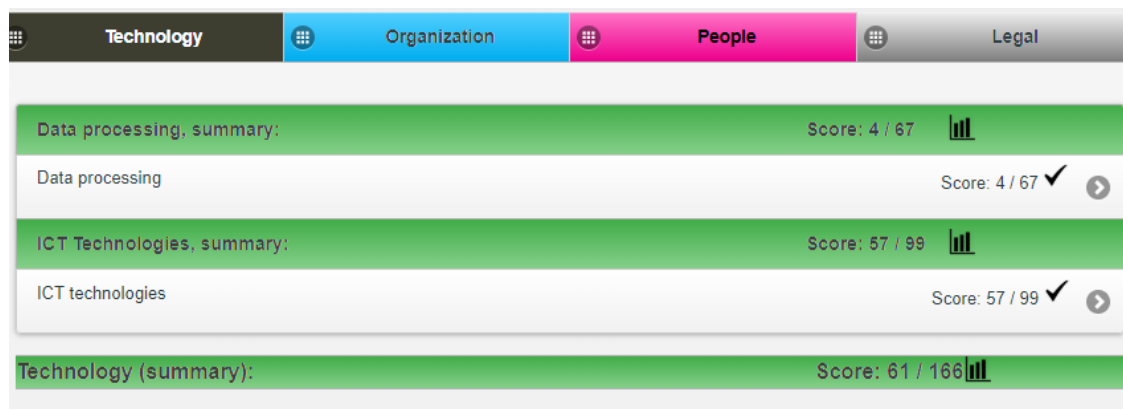 Technology Organization People Legal
Data processing, summary: Score: 4 / 67
Data processing Score: 4 / 67
ICT Technologies, summary: Score: 57 / 99
ICT technologies Score: 57 / 99
Technology (summary): Score: 61 / 166